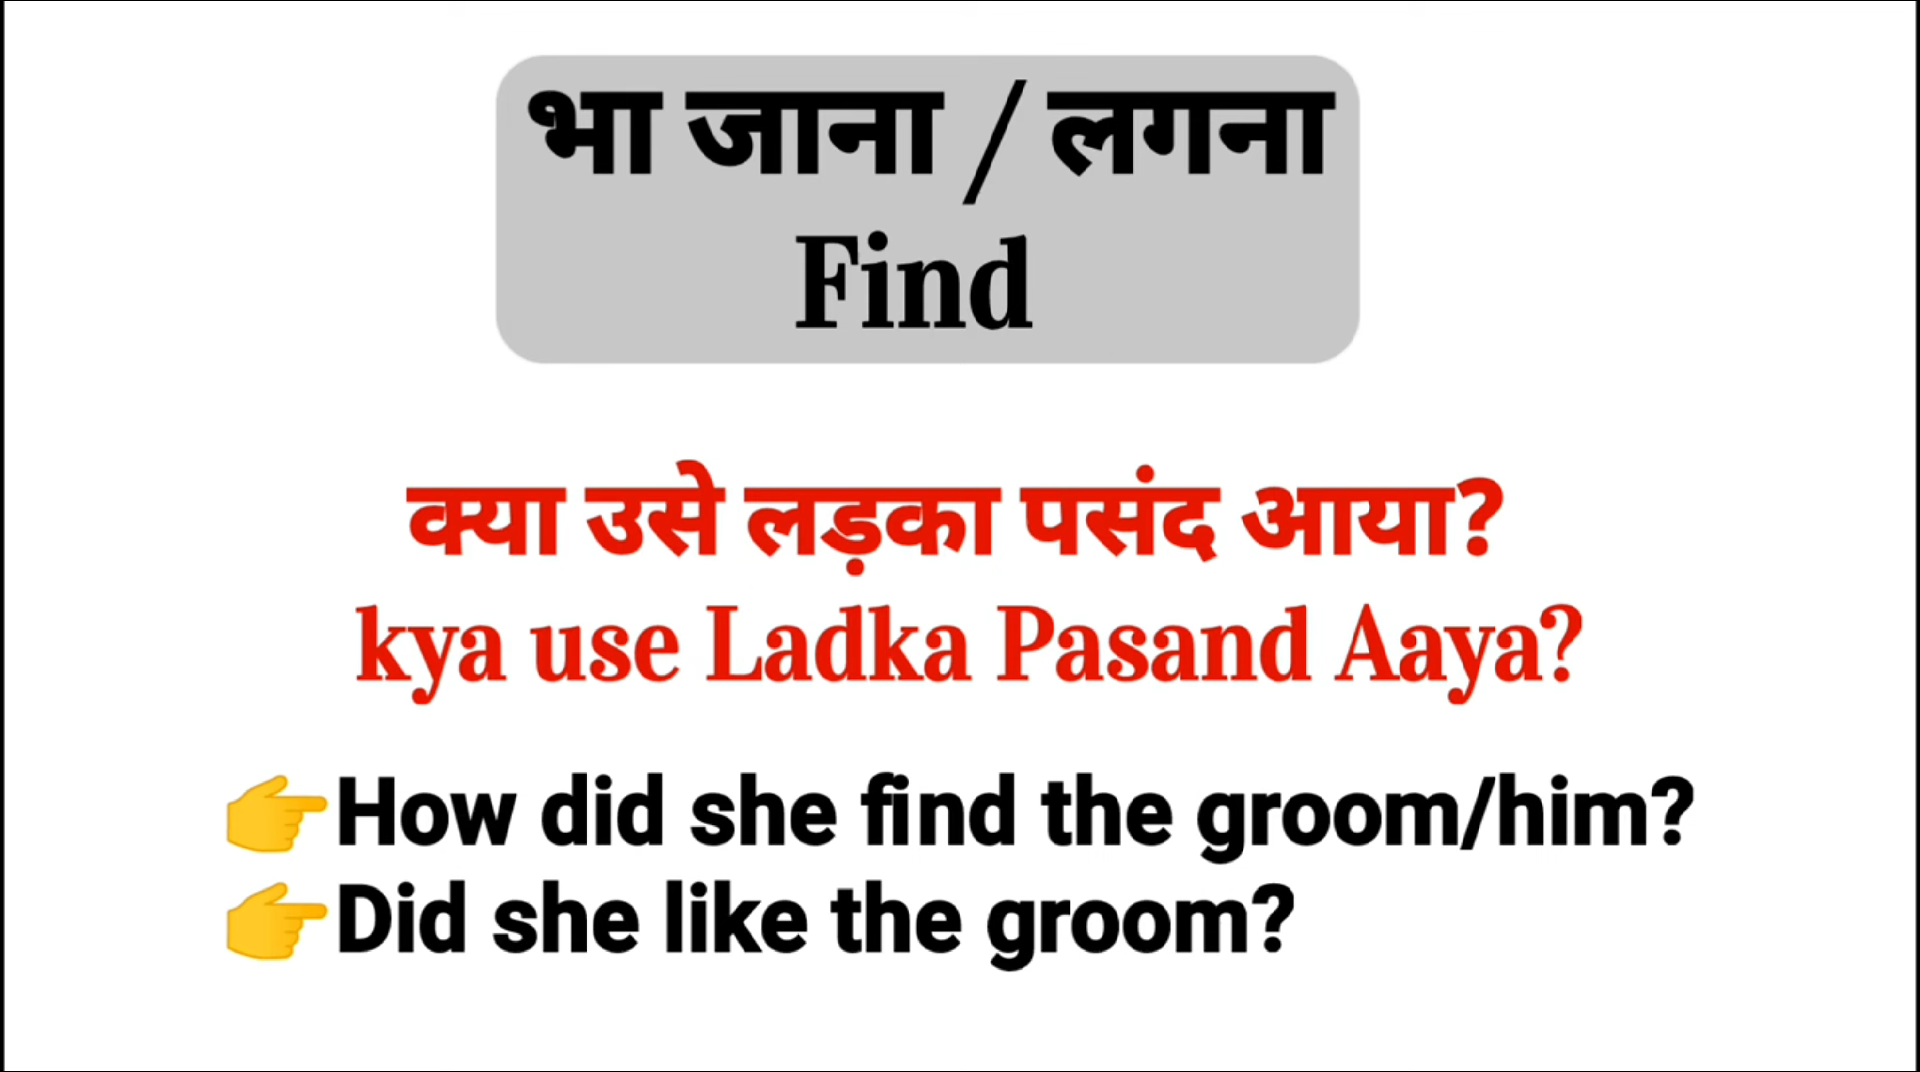 भा जाना / लगना
Find
क्या उसे लड़का पसंद आया?
kya use Ladka Pasand Aaya?
👉How did she find the groom/him?
👉Did she like the groom?